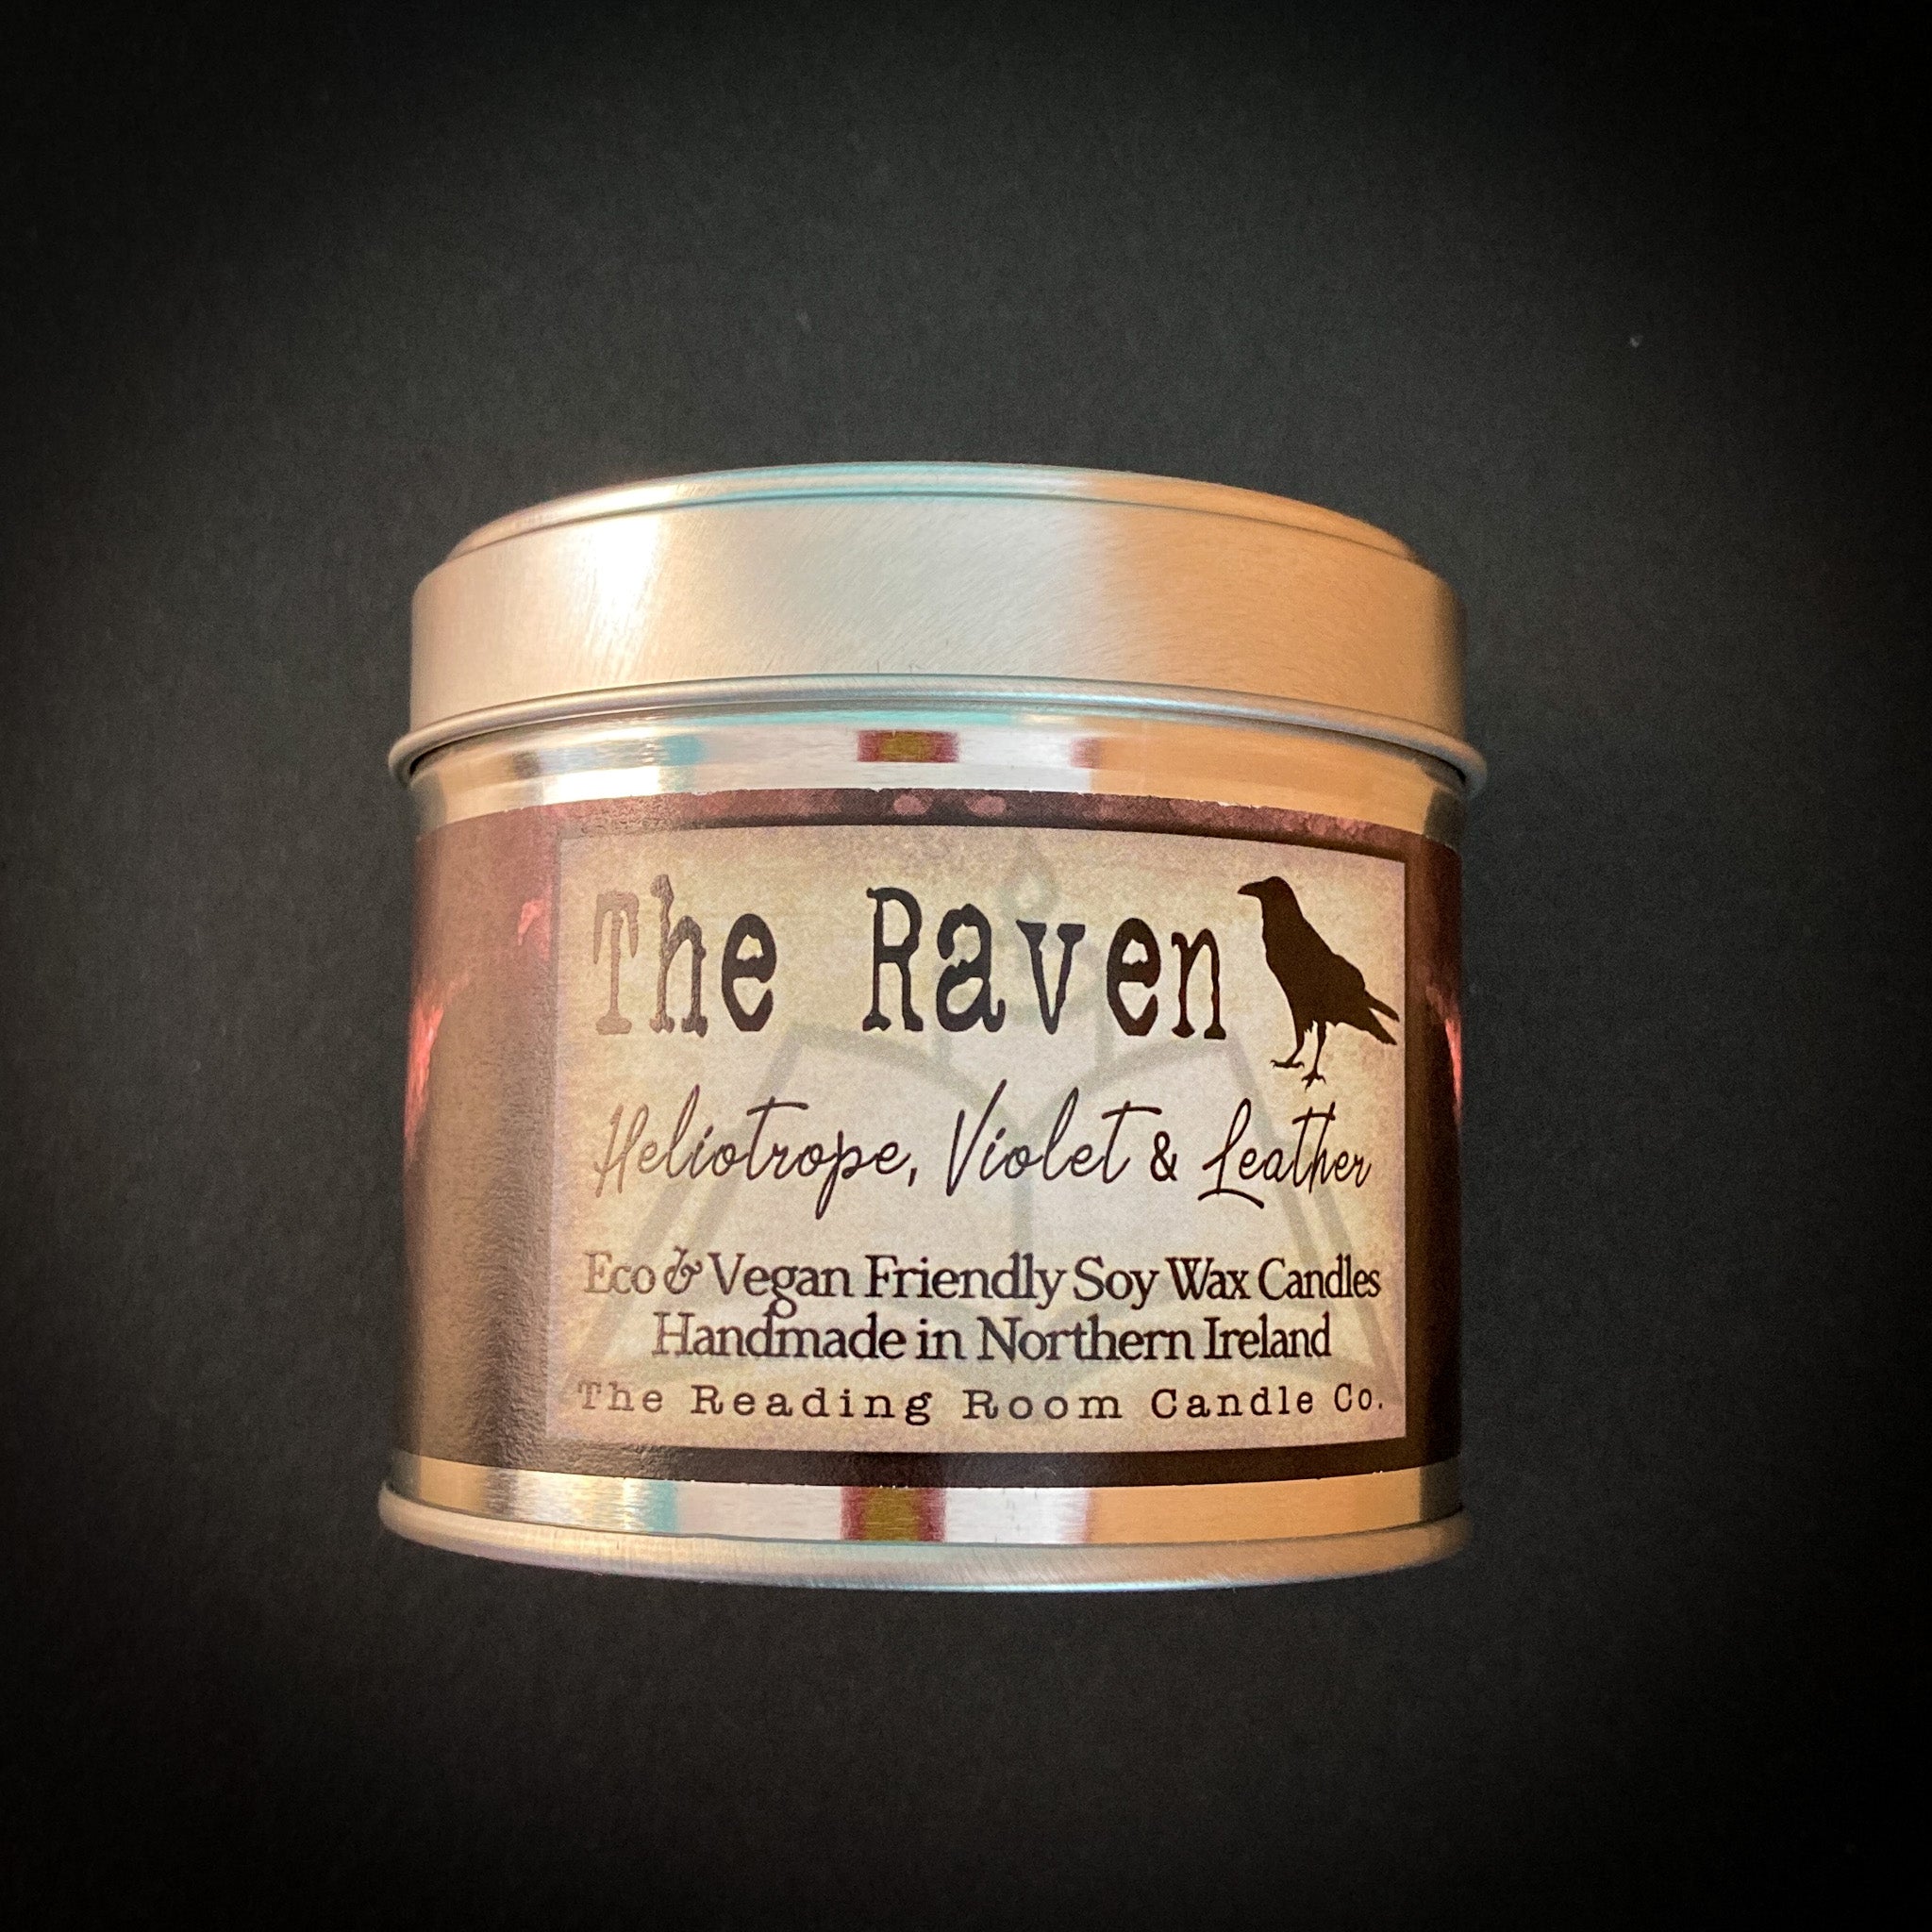 The Raven
Heliotrope, Violet & Leather
Eco & Vegan Friendly Soy Wax Candles
Handmade in Northern Ireland
The Reading Room Candle Co.